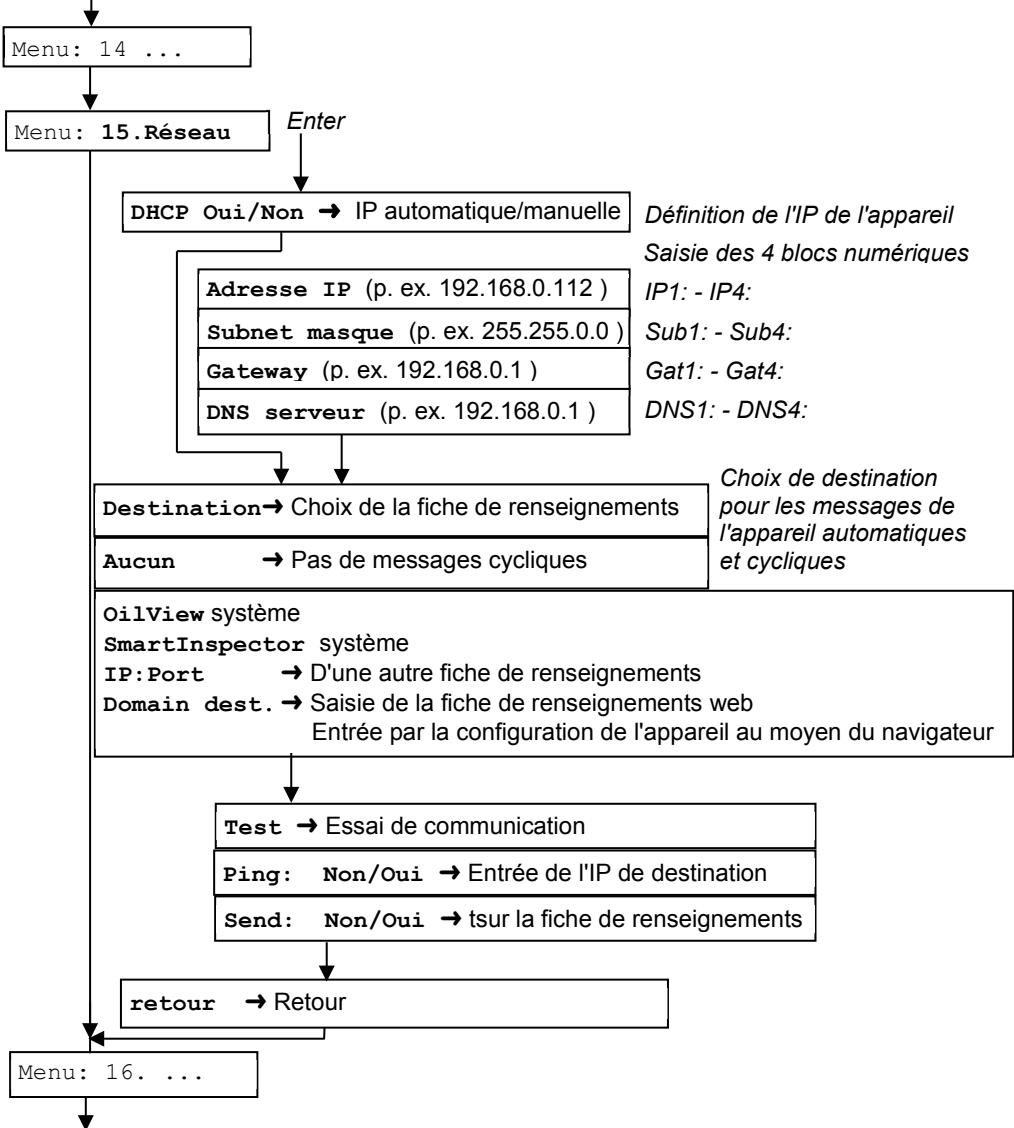 Menu: 14 ...
Menu: 15.Réseau
Enter
DHCP Oui/Non ➔ IP automatique/manuelle
Définition de l'IP de l'appareil
Saisie des 4 blocs numériques
Adresse IP (p. ex. 192.168.0.112 )
IP1: - IP4:
Subnet masque (p. ex. 255.255.0.0 )
Sub1: - Sub4:
Gateway (p. ex. 192.168.0.1 )
Gat1: - Gat4:
DNS serveur (p. ex. 192.168.0.1 )
DNS1: - DNS4:
Choix de destination
pour les messages de
l'appareil automatiques
et cycliques
Destination➔ Choix de la fiche de renseignements
Aucun ➔ Pas de messages cycliques
OilView système
SmartInspector système
IP:Port ➔ D'une autre fiche de renseignements
Domain dest. ➔ Saisie de la fiche de renseignements web
Entrée par la configuration de l'appareil au moyen du navigateur
Test ➔ Essai de communication
Ping: Non/Oui ➔ Entrée de l'IP de destination
Send: Non/Oui ➔ tsur la fiche de renseignements
retour ➔ Retour
Menu: 16. ...